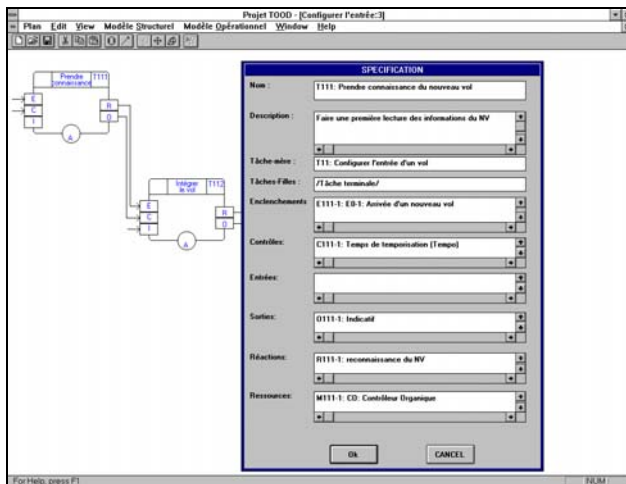 Projet TOOD - [Configurer l'entrée:3]
Plan Edit View Modèle Structurel Modèle Opérationnel Window Help
Prendre connaissance T111
E
C
I
R
O
A
Intégrer le vol T112
E
C
I
R
O
A
SPECIFICATION
Nom : T111: Prendre connaissance du nouveau vol
Description : Faire une première lecture des informations du NV
Tâche-mère : T11: Configurer l'entrée d'un vol
Tâches-Filles : /Tâche terminale/
Enclenchements E111-1: E0-1: Arrivée d'un nouveau vol
Contrôles: C111-1: Temps de temporisation (Tempo)
Entrées:
Sorties: O111-1: Indicatif
Réactions: R111-1: reconnaissance du NV
Ressources: M111-1: CO: Contrôleur Organique
Ok CANCEL
For Help, press F1 NUM